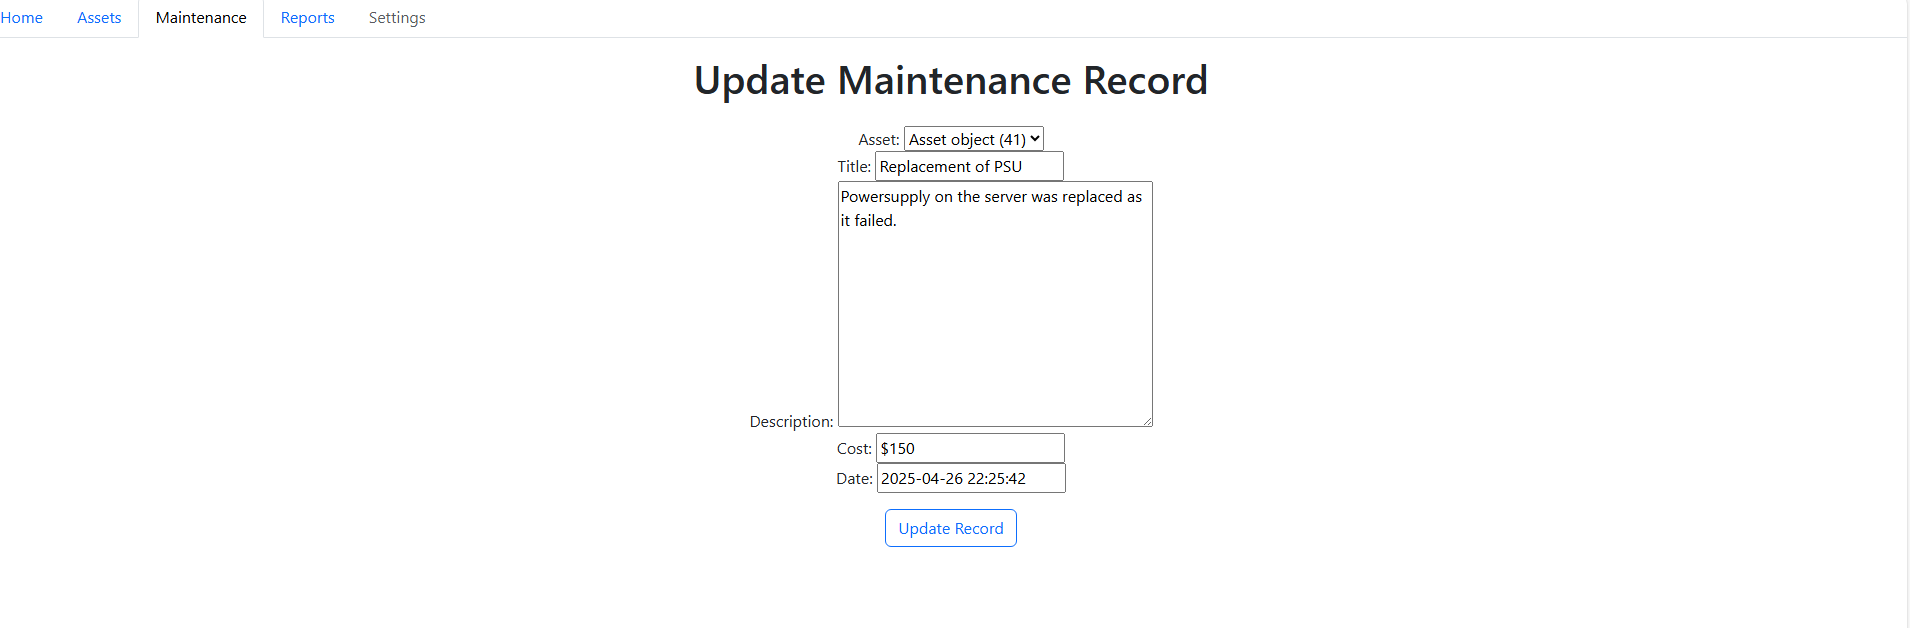 Home Assets Maintenance Reports Settings
Update Maintenance Record
Asset: Asset object (41)
Title: Replacement of PSU
Powersupply on the server was replaced as
it failed.
Description:
Cost: $150
Date: 2025-04-26 22:25:42
Update Record